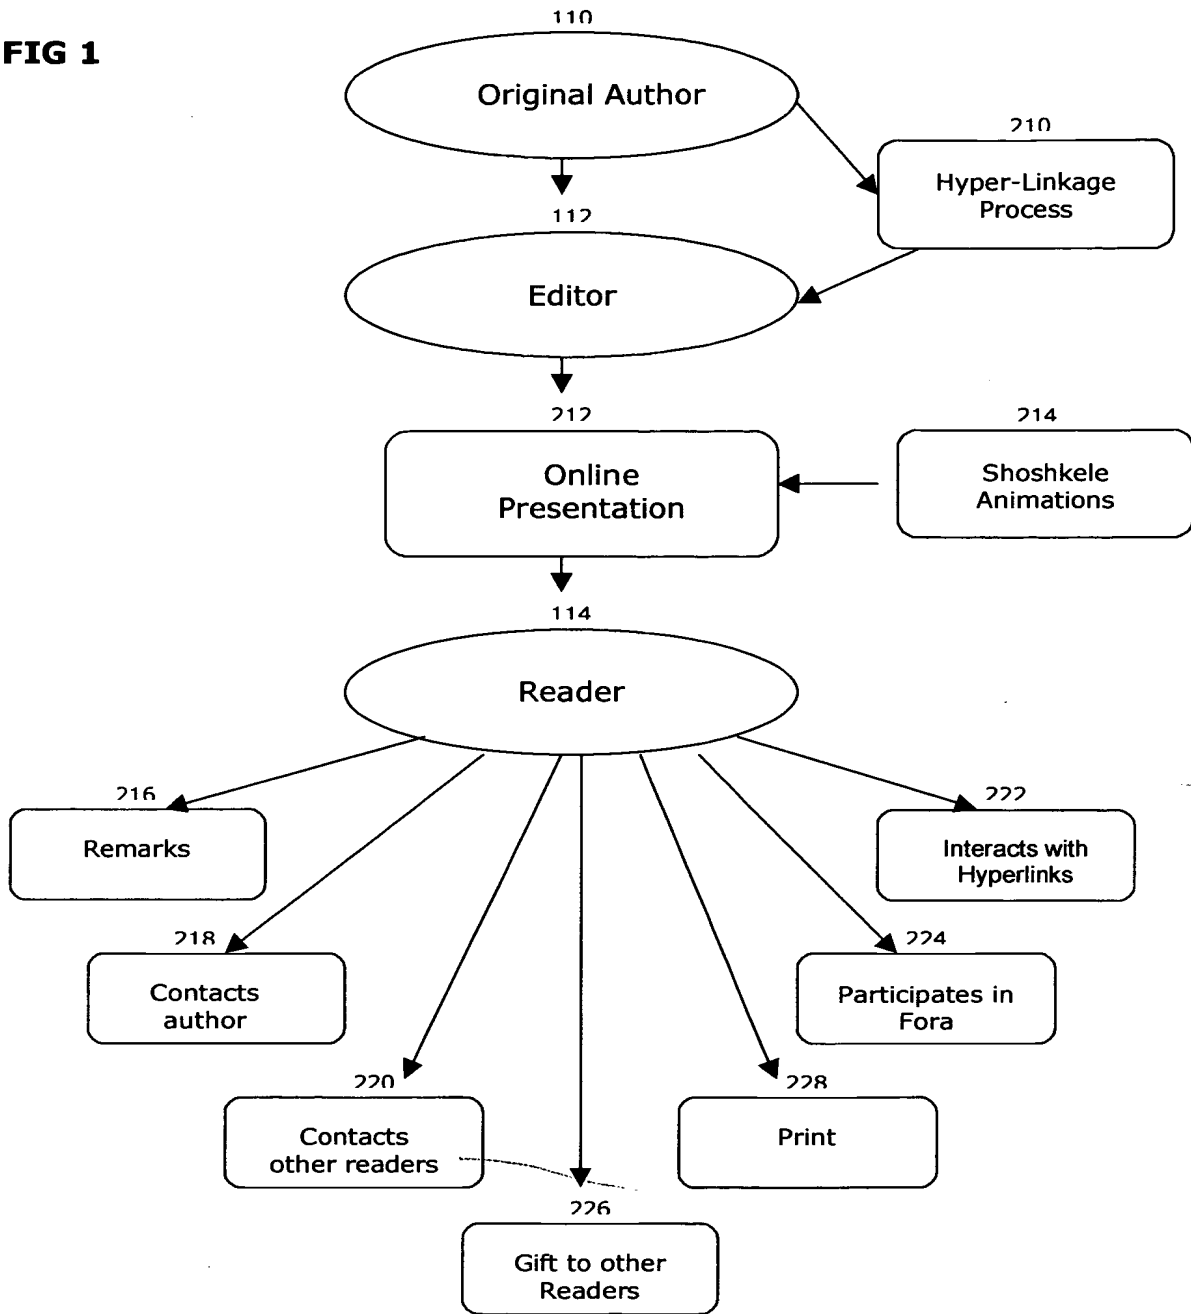 110
FIG 1
Original Author
210
Hyper-Linkage
Process
112
Editor
212
Online
Presentation
214
Shoshkele
Animations
114
Reader
216
Remarks
222
Interacts with
Hyperlinks
218
Contacts
author
224
Participates in
Fora
220
Contacts
other readers
228
Print
226
Gift to other
Readers